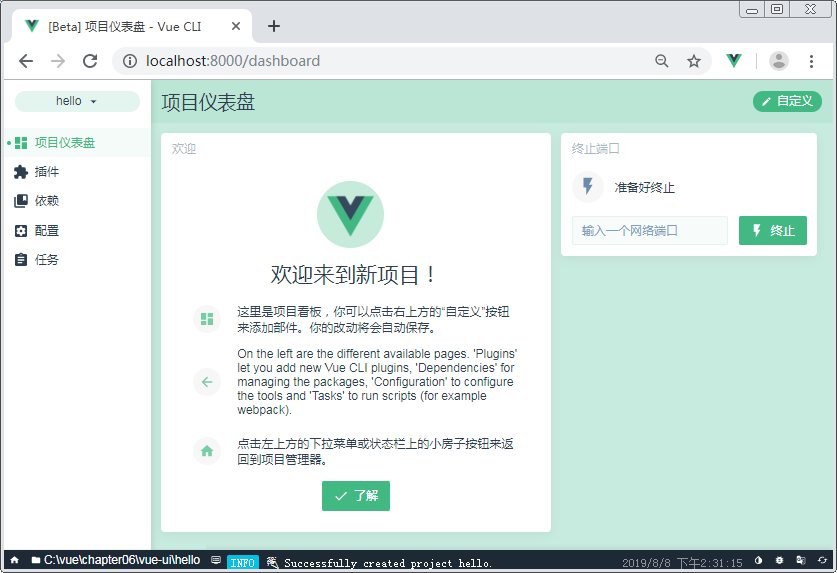 [Beta] 项目仪表盘 - Vue CLI
localhost:8000/dashboard
hello
项目仪表盘
自定义
项目仪表盘
插件
依赖
配置
任务
欢迎
欢迎来到新项目！
这里是项目看板，你可以点击右上方的“自定义”按钮
来添加部件。你的改动将会自动保存。
On the left are the different available pages. 'Plugins'
let you add new Vue CLI plugins, 'Dependencies' for
managing the packages, 'Configuration' to configure
the tools and 'Tasks' to run scripts (for example
webpack).
点击左上方的下拉菜单或状态栏上的小房子按钮来返
回到项目管理器。
了解
终止端口
准备好终止
输入一个网络端口
终止
C:\vue\chapter06\vue-ui\hello
INFO
Successfully created project hello.
2019/8/8 下午2:31:15